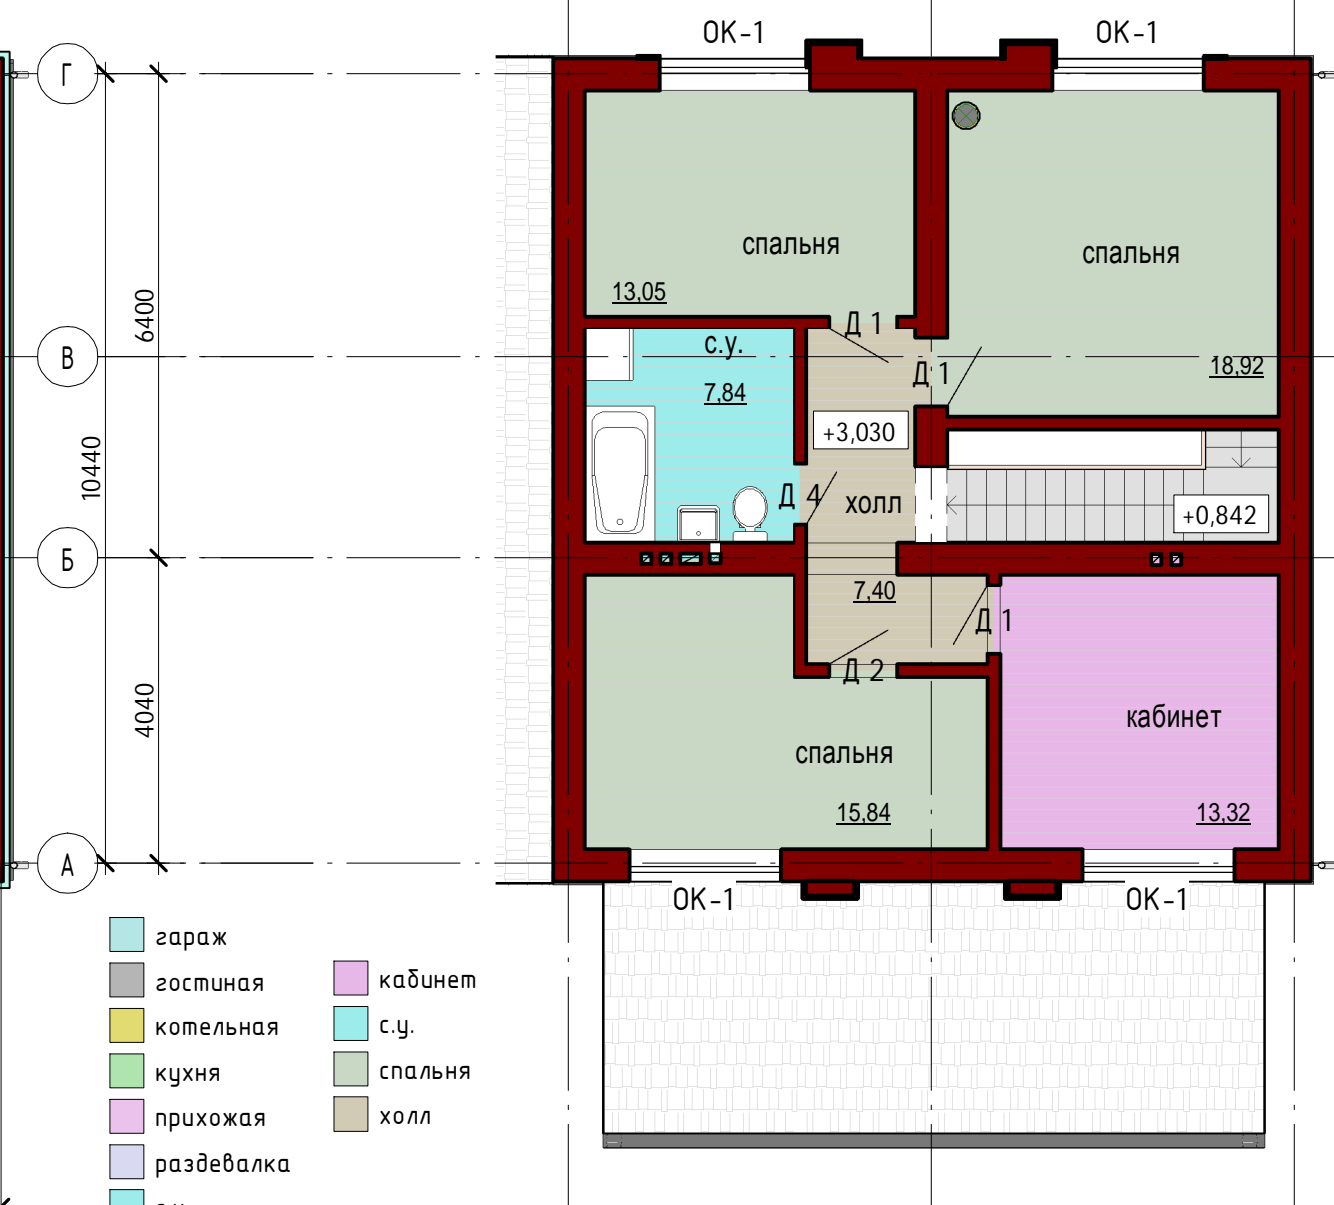 ОК-1
ОК-1
Г
6400
спальня
13,05
спальня
18,92
В
с.у.
7,84
Д 1
Д 1
+3,030
10440
Д 4
холл
+0,842
Б
7,40
Д 1
Д 2
4040
кабинет
спальня
15,84
13,32
А
ОК-1
ОК-1
гараж
гостиная
котельная
кухня
прихожая
раздевалка
кабинет
с.у.
спальня
холл